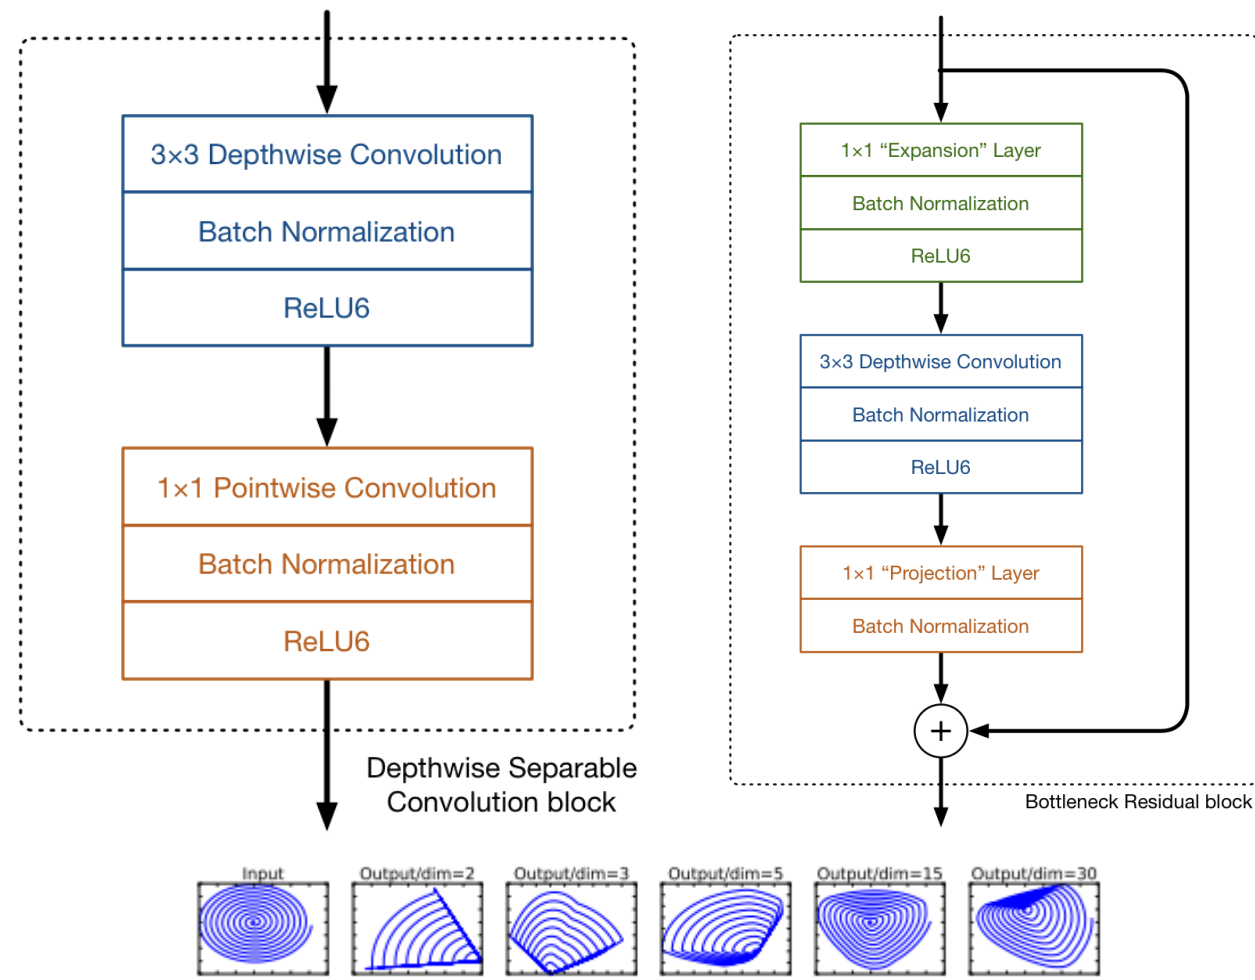 3×3 Depthwise Convolution
Batch Normalization
ReLU6
1×1 Pointwise Convolution
Batch Normalization
ReLU6
Depthwise Separable
Convolution block
1×1 “Expansion” Layer
Batch Normalization
ReLU6
3×3 Depthwise Convolution
Batch Normalization
ReLU6
1×1 “Projection” Layer
Batch Normalization
+
Bottleneck Residual block
Input
Output/dim=2
Output/dim=3
Output/dim=5
Output/dim=15
Output/dim=30